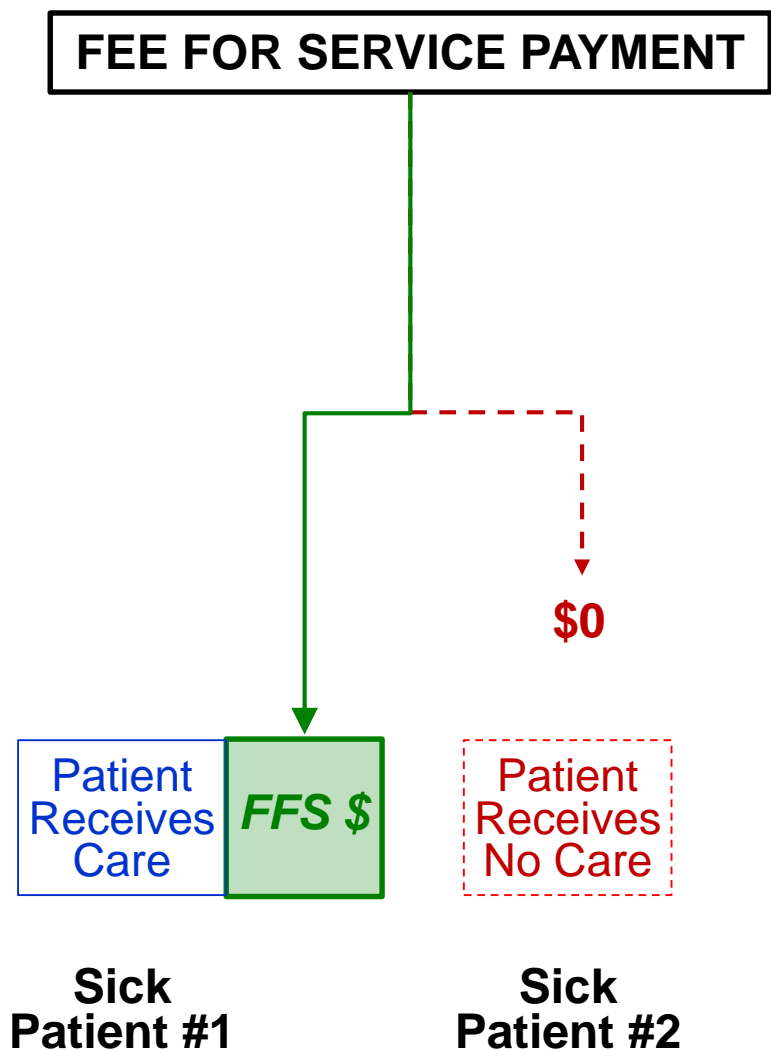 FEE FOR SERVICE PAYMENT
$0
Patient
Receives
Care
FFS $
Patient
Receives
No Care
Sick
Patient #1
Sick
Patient #2